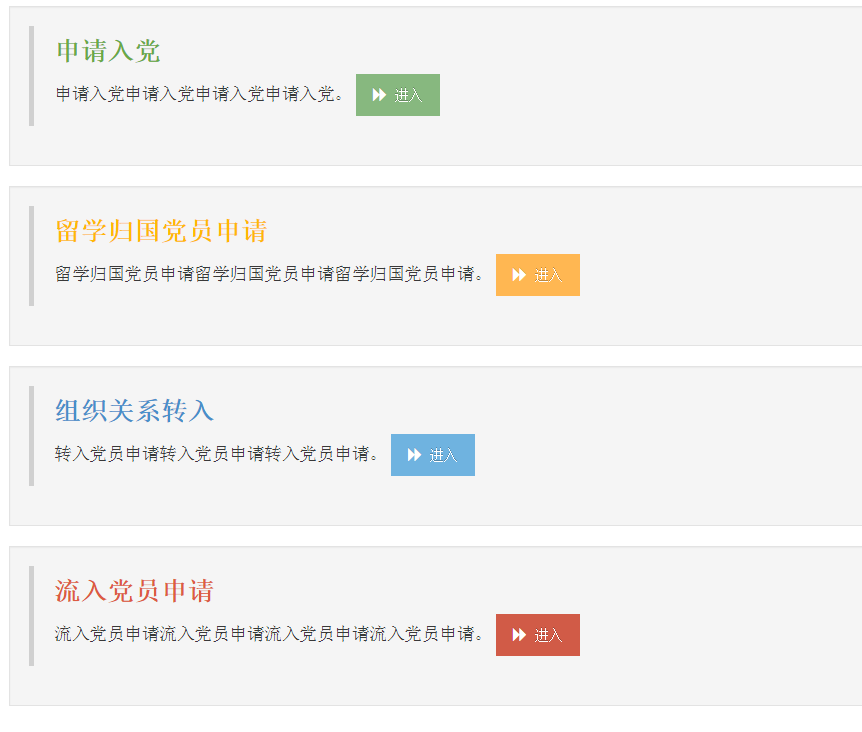 申请入党
申请入党申请入党申请入党申请入党。 进入
留学归国党员申请
留学归国党员申请留学归国党员申请留学归国党员申请。 进入
组织关系转入
转入党员申请转入党员申请转入党员申请。 进入
流入党员申请
流入党员申请流入党员申请流入党员申请流入党员申请。 进入